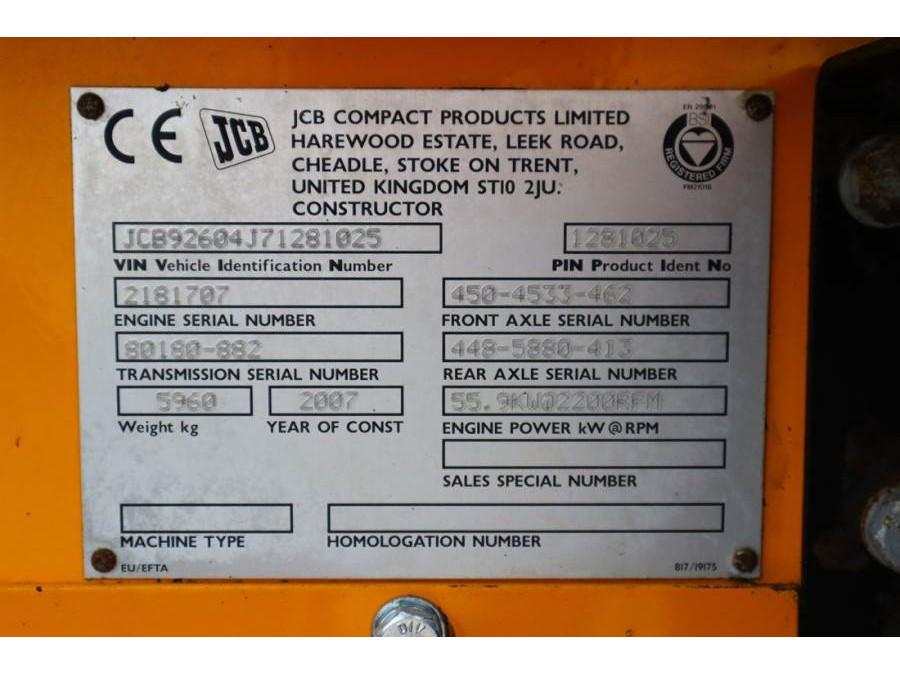 CE JCB
JCB COMPACT PRODUCTS LIMITED
HAREWOOD ESTATE, LEEK ROAD,
CHEADLE, STOKE ON TRENT,
UNITED KINGDOM ST10 2JU.
CONSTRUCTOR
BSI
REGISTERED FIRM
FM21018
JCB92604J71281025 1281025
VIN Vehicle Identification Number PIN Product Ident No
2181707 450-4533-462
ENGINE SERIAL NUMBER FRONT AXLE SERIAL NUMBER
80180-882 448-5880-413
TRANSMISSION SERIAL NUMBER REAR AXLE SERIAL NUMBER
5960 2007 55.9KW@2200RPM
Weight kg YEAR OF CONST ENGINE POWER kW@RPM
SALES SPECIAL NUMBER
MACHINE TYPE HOMOLOGATION NUMBER
EU/EFTA 817/19175